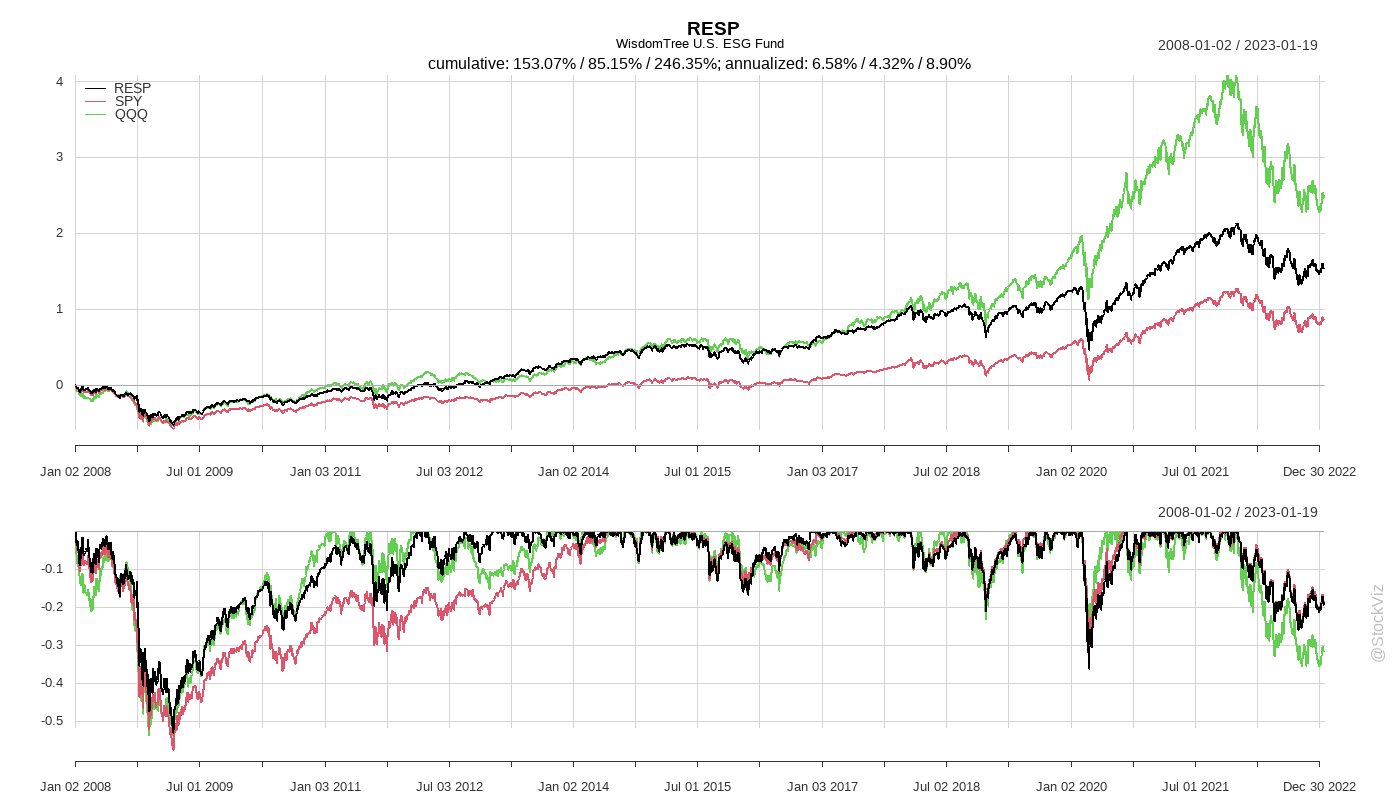 RESP
WisdomTree U.S. ESG Fund
2008-01-02 / 2023-01-19
cumulative: 153.07% / 85.15% / 246.35%; annualized: 6.58% / 4.32% / 8.90%
RESP
SPY
QQQ
4
3
2
1
0
Jan 02 2008 Jul 01 2009 Jan 03 2011 Jul 03 2012 Jan 02 2014 Jul 01 2015 Jan 03 2017 Jul 02 2018 Jan 02 2020 Jul 01 2021 Dec 30 2022
2008-01-02 / 2023-01-19
-0.1
-0.2
-0.3
-0.4
-0.5
Jan 02 2008 Jul 01 2009 Jan 03 2011 Jul 03 2012 Jan 02 2014 Jul 01 2015 Jan 03 2017 Jul 02 2018 Jan 02 2020 Jul 01 2021 Dec 30 2022
@StockViz